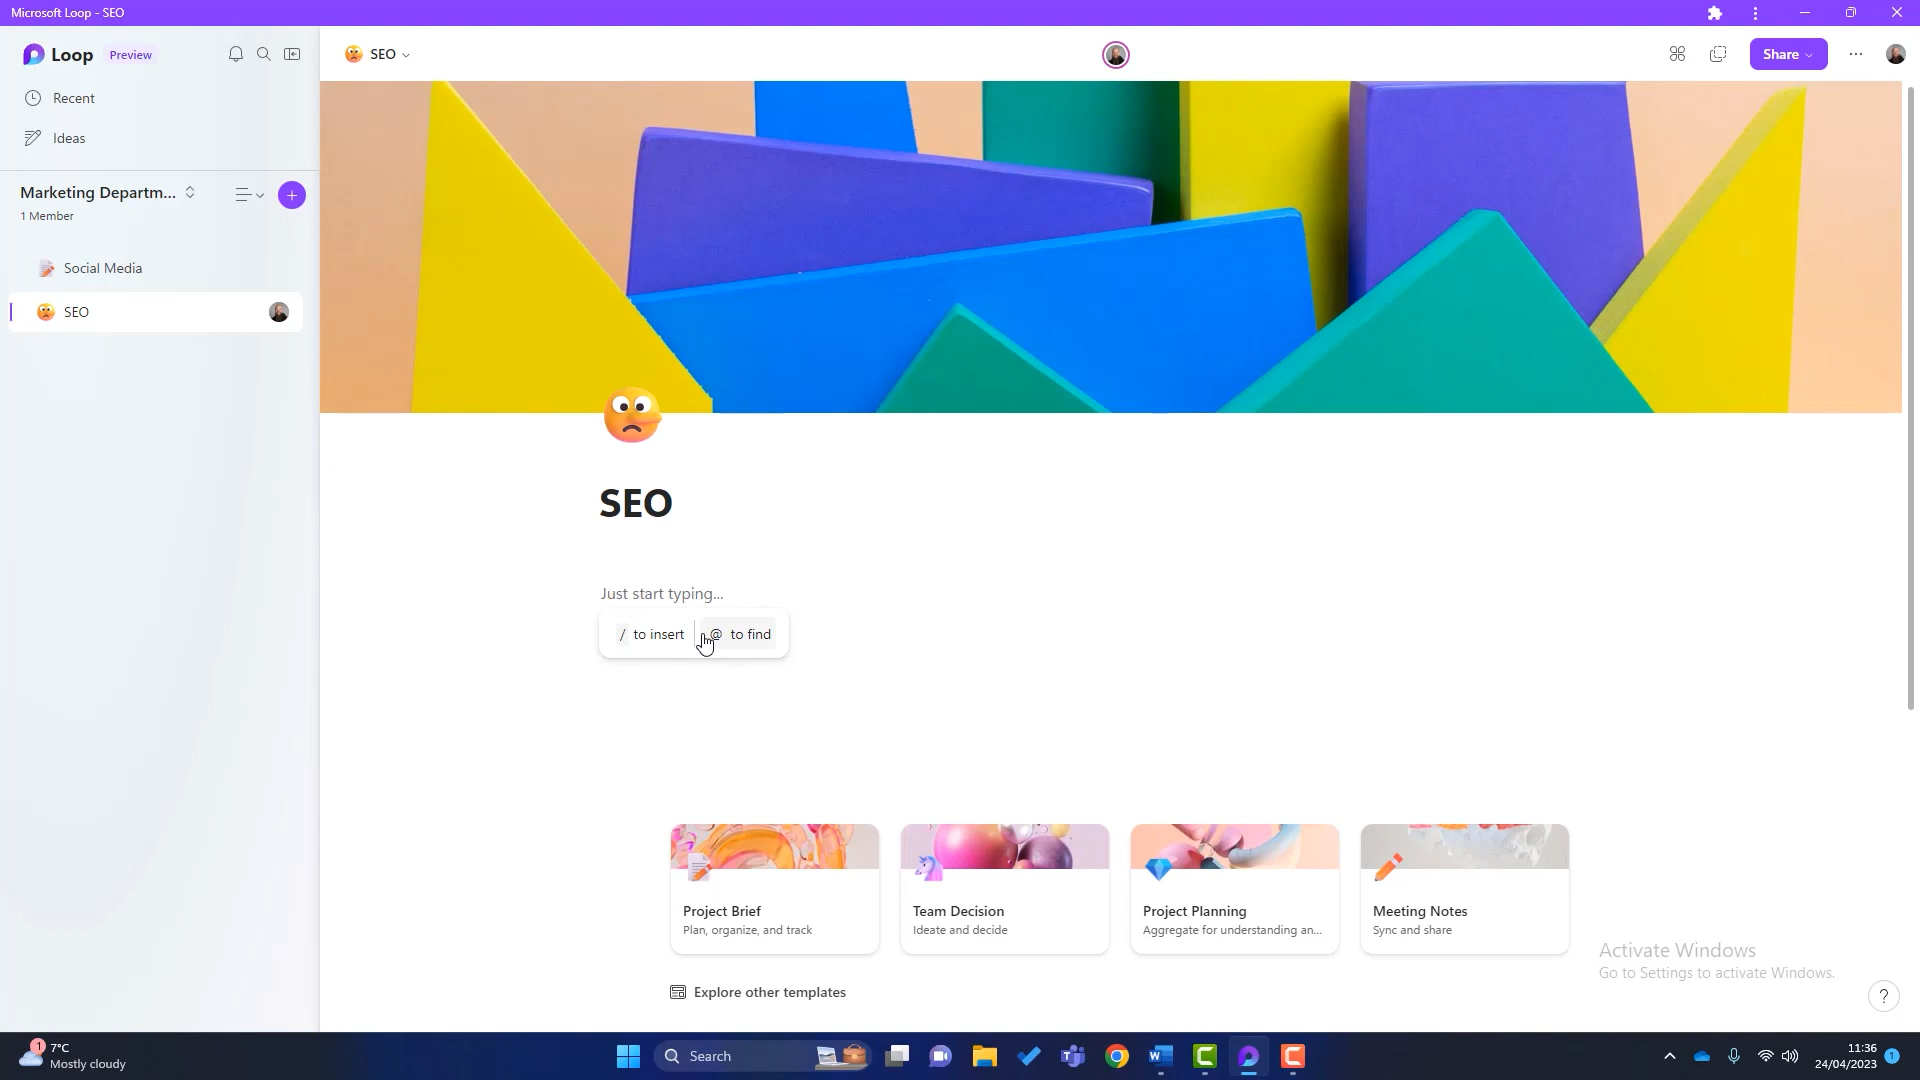 Microsoft Loop - SEO
Loop Preview
SEO
Share
Recent
Ideas
Marketing Departm...
1 Member
Social Media
SEO
SEO
Just start typing...
/ to insert @ to find
Project Brief
Plan, organize, and track
Team Decision
Ideate and decide
Project Planning
Aggregate for understanding an...
Meeting Notes
Sync and share
Explore other templates
Activate Windows
Go to Settings to activate Windows.
?
1
7°C
Mostly cloudy
Search
11:36
24/04/2023
1